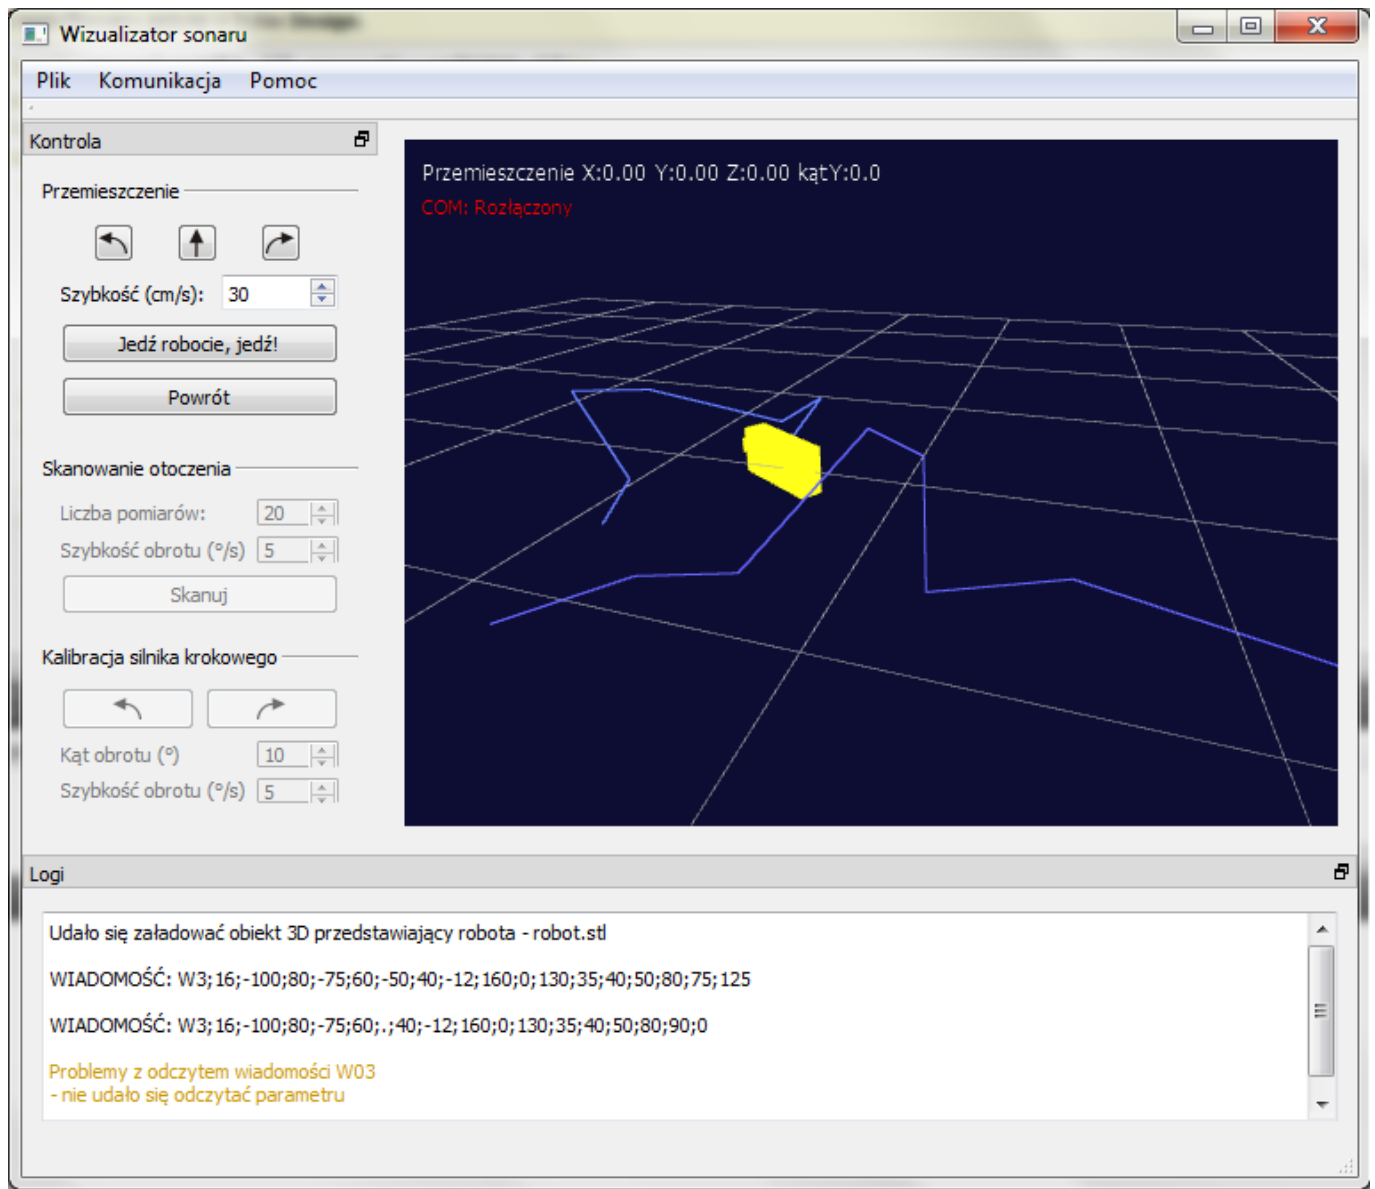 Wizualizator sonaru
Plik Komunikacja Pomoc
Kontrola
Przemieszczenie
Szybkość (cm/s): 30
Jedź robocie, jedź!
Powrót
Skanowanie otoczenia
Liczba pomiarów: 20
Szybkość obrotu (°/s) 5
Skanuj
Kalibracja silnika krokowego
Kąt obrotu (°) 10
Szybkość obrotu (°/s) 5
Przemieszczenie X:0.00 Y:0.00 Z:0.00 kątY:0.0
COM: Rozłączony
Logi
Udało się załadować obiekt 3D przedstawiający robota - robot.stl
WIADOMOŚĆ: W3;16;-100;80;-75;60;-50;40;-12;160;0;130;35;40;50;80;75;125
WIADOMOŚĆ: W3;16;-100;80;-75;60;.;40;-12;160;0;130;35;40;50;80;90;0
Problemy z odczytem wiadomości W03
- nie udało się odczytać parametru